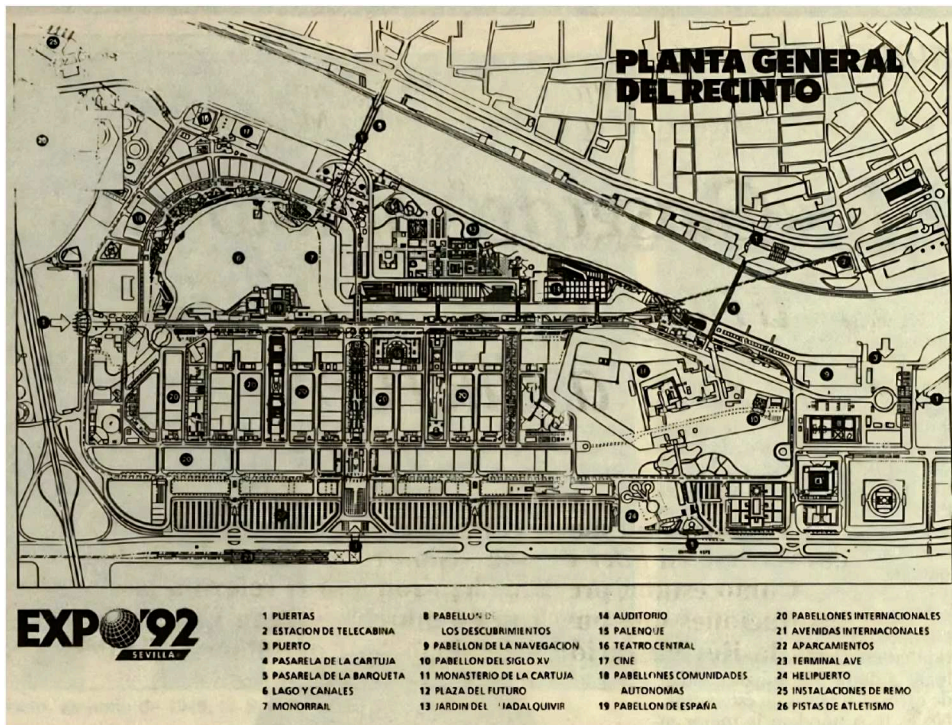 PLANTA GENERAL
DEL RECINTO
EXPO'92
SEVILLA
1 PUERTAS
2 ESTACION DE TELECABINA
3 PUERTO
4 PASARELA DE LA CARTUJA
5 PASARELA DE LA BARQUETA
6 LAGO Y CANALES
7 MONORRAIL
8 PABELLON D
LOS DESCUBRIMIENTOS
9 PABELLON DE LA NAVEGACION
10 PABELLON DEL SIGLO XV
11 MONASTERIO DE LA CARTUJA
12 PLAZA DEL FUTURO
13 JARDIN DEL UADALQUIVIR
14 AUDITORIO
15 PALENQUE
16 TEATRO CENTRAL
17 CINE
18 PABELLONES COMUNIDADES
AUTONOMAS
19 PABELLON DE ESPAÑA
20 PABELLONES INTERNACIONALES
21 AVENIDAS INTERNACIONALES
22 APARCAMIENTOS
23 TERMINAL AVE
24 HELIPUERTO
25 INSTALACIONES DE REMO
26 PISTAS DE ATLETISMO